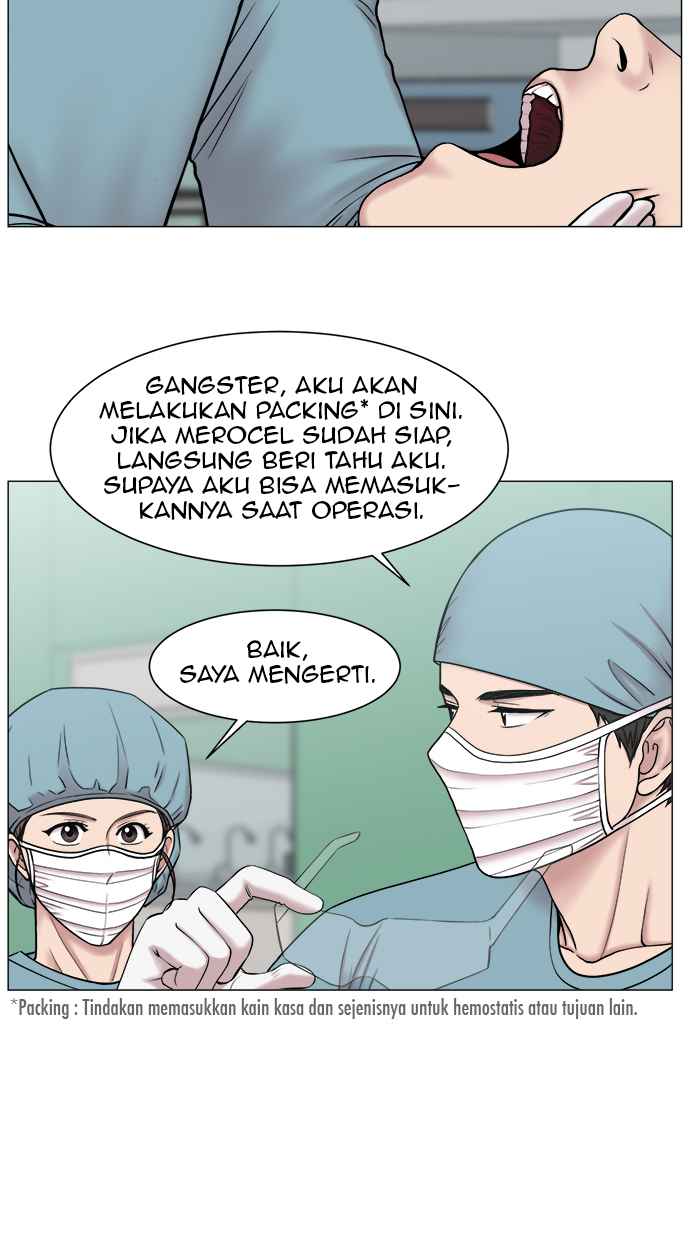 GANGSTER, AKU AKAN
MELAKUKAN PACKING* DI SINI.
JIKA MEROCEL SUDAH SIAP,
LANGSUNG BERI TAHU AKU.
SUPAYA AKU BISA MEMASUK-
KANNYA SAAT OPERASI.
BAIK,
SAYA MENGERTI.
*Packing : Tindakan memasukkan kain kasa dan sejenisnya untuk hemostatis atau tujuan lain.